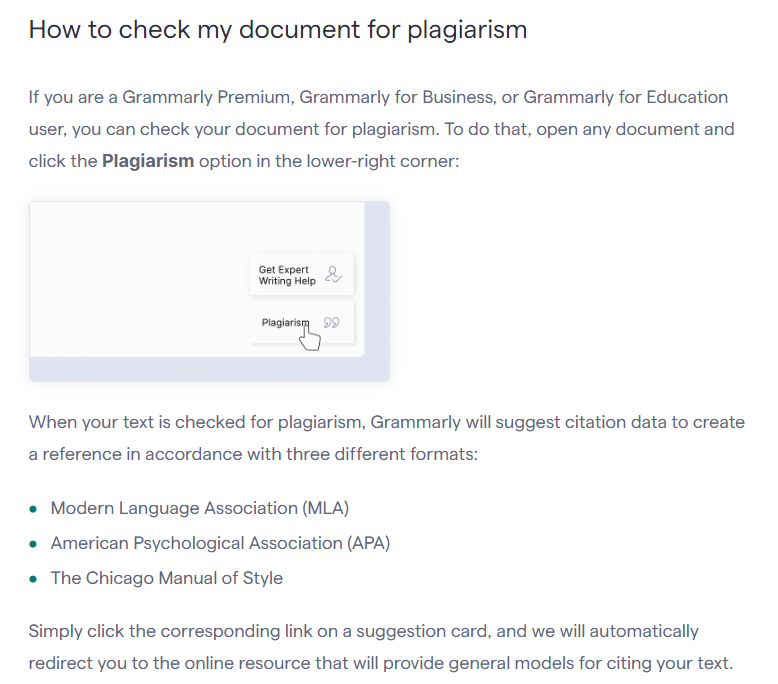 How to check my document for plagiarism
If you are a Grammarly Premium, Grammarly for Business, or Grammarly for Education
user, you can check your document for plagiarism. To do that, open any document and
click the Plagiarism option in the lower-right corner:
Get Expert
Writing Help
Plagiarism
When your text is checked for plagiarism, Grammarly will suggest citation data to create
a reference in accordance with three different formats:
Modern Language Association (MLA)
American Psychological Association (APA)
The Chicago Manual of Style
Simply click the corresponding link on a suggestion card, and we will automatically
redirect you to the online resource that will provide general models for citing your text.